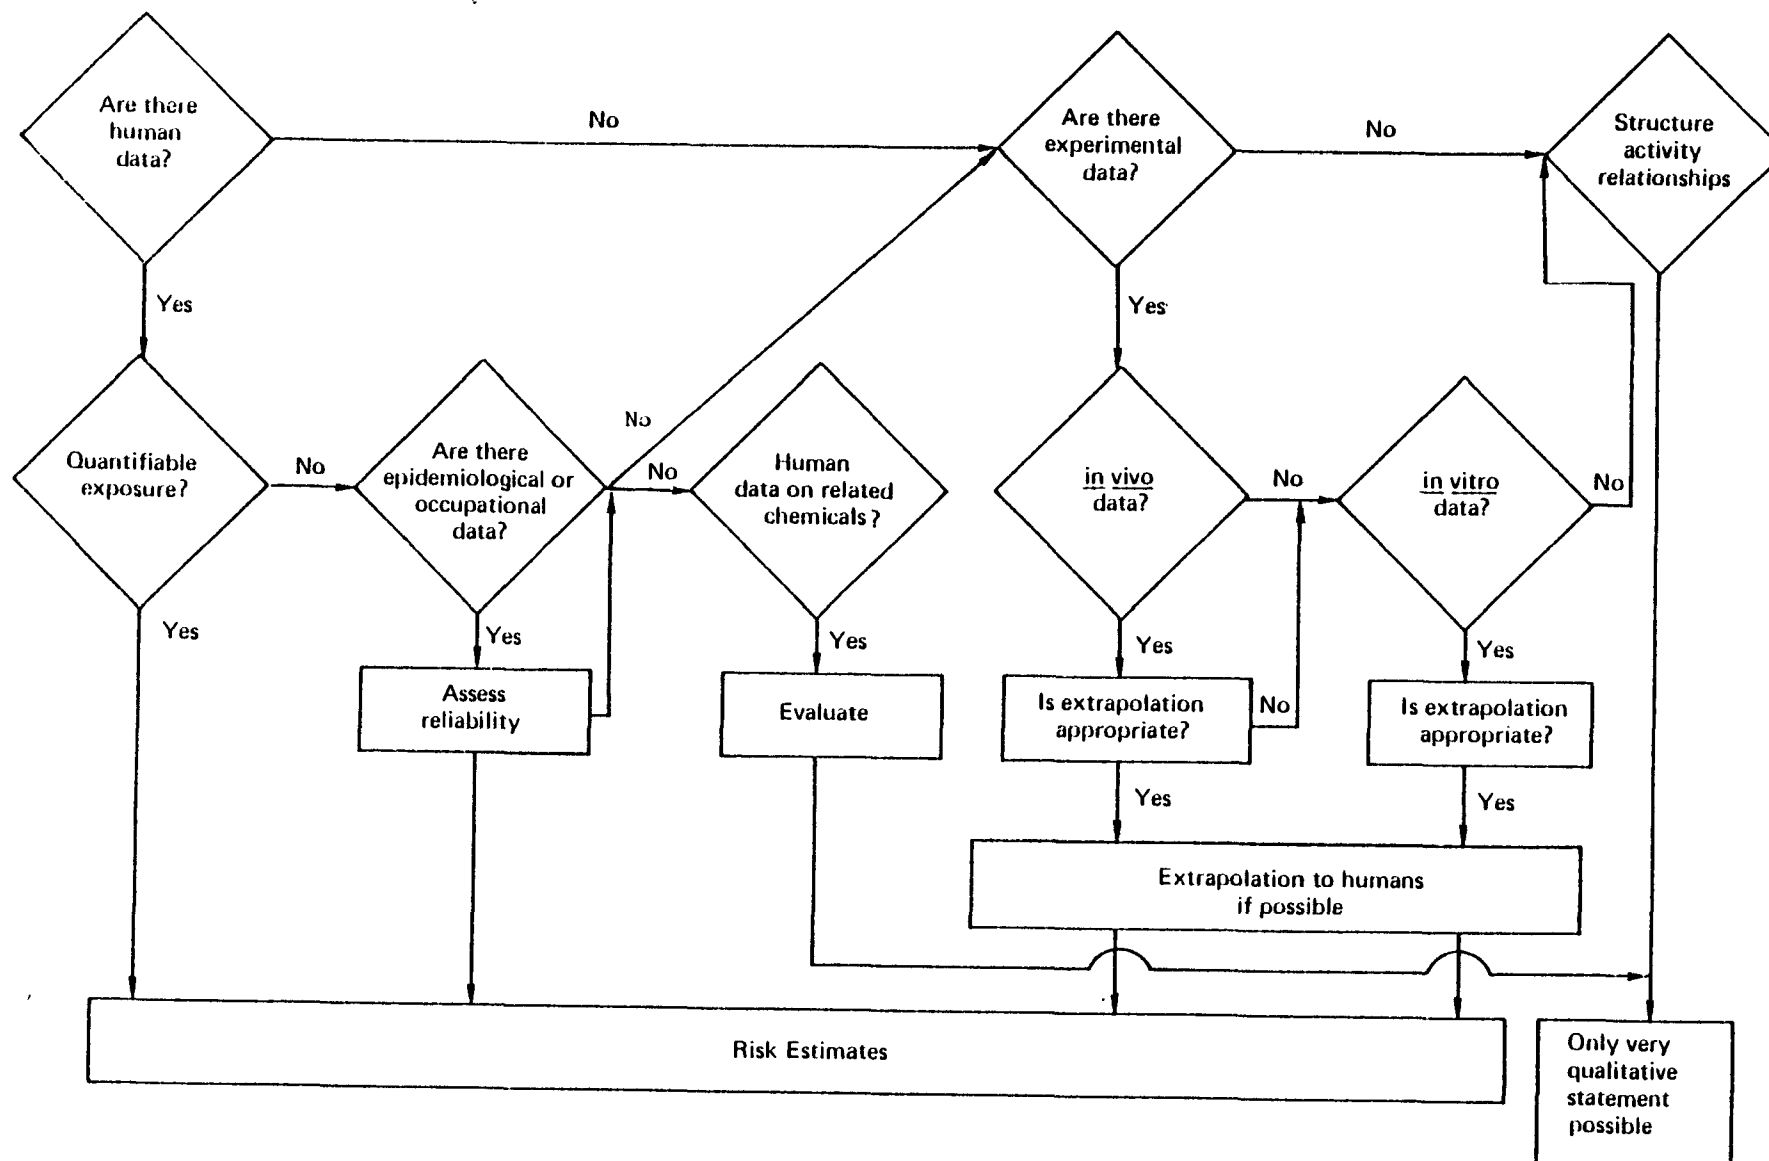 Are there
human
data?
No
Are there
experimental
data?
No
Structure
activity
relationships
Yes
Yes
Quantifiable
exposure?
No
Are there
epidemiological or
occupational
data?
No
No
Human
data on related
chemicals?
in vivo
data?
No
in vitro
data?
No
Yes
Yes
Yes
Yes
Yes
Assess
reliability
Evaluate
Is extrapolation
appropriate?
No
Is extrapolation
appropriate?
Yes
Yes
Extrapolation to humans
if possible
Risk Estimates
Only very
qualitative
statement
possible